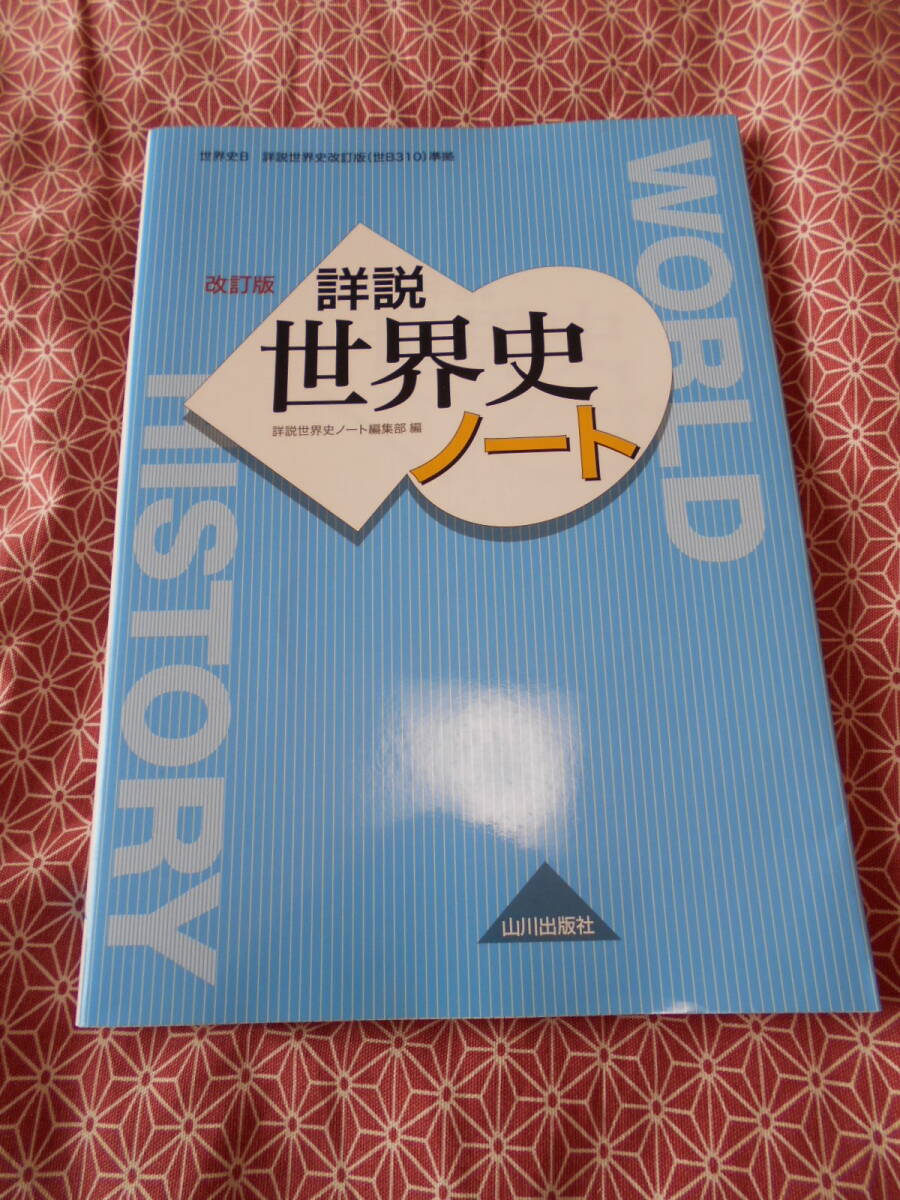 世界史B 詳説世界史改訂版(世B310)準拠
WORLD
改訂版
詳説
世界史
ノート
詳説世界史ノート編集部 編
HISTORY
山川出版社